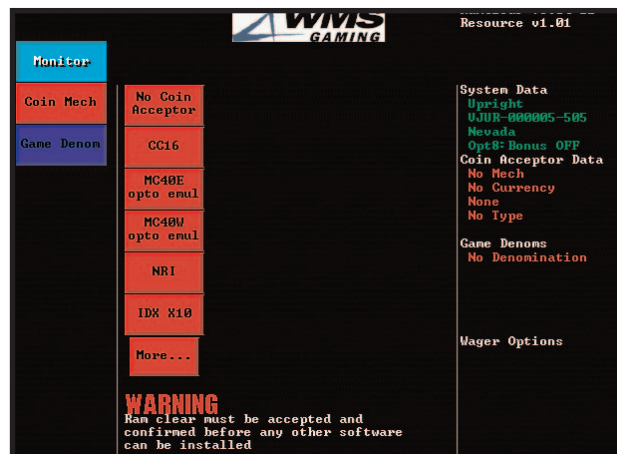 WMS
GAMING
Resource v1.01
Monitor
Coin Mech
Game Denom
No Coin
Acceptor
CC16
MC40E
opto emul
MC40W
opto emul
NRI
IDX X10
More...
WARNING
Ram clear must be accepted and
confirmed before any other software
can be installed
System Data
Upright
VJUR-000005-505
Nevada
Opt8:Bonus OFF
Coin Acceptor Data
No Mech
No Currency
None
No Type
Game Denoms
No Denomination
Wager Options